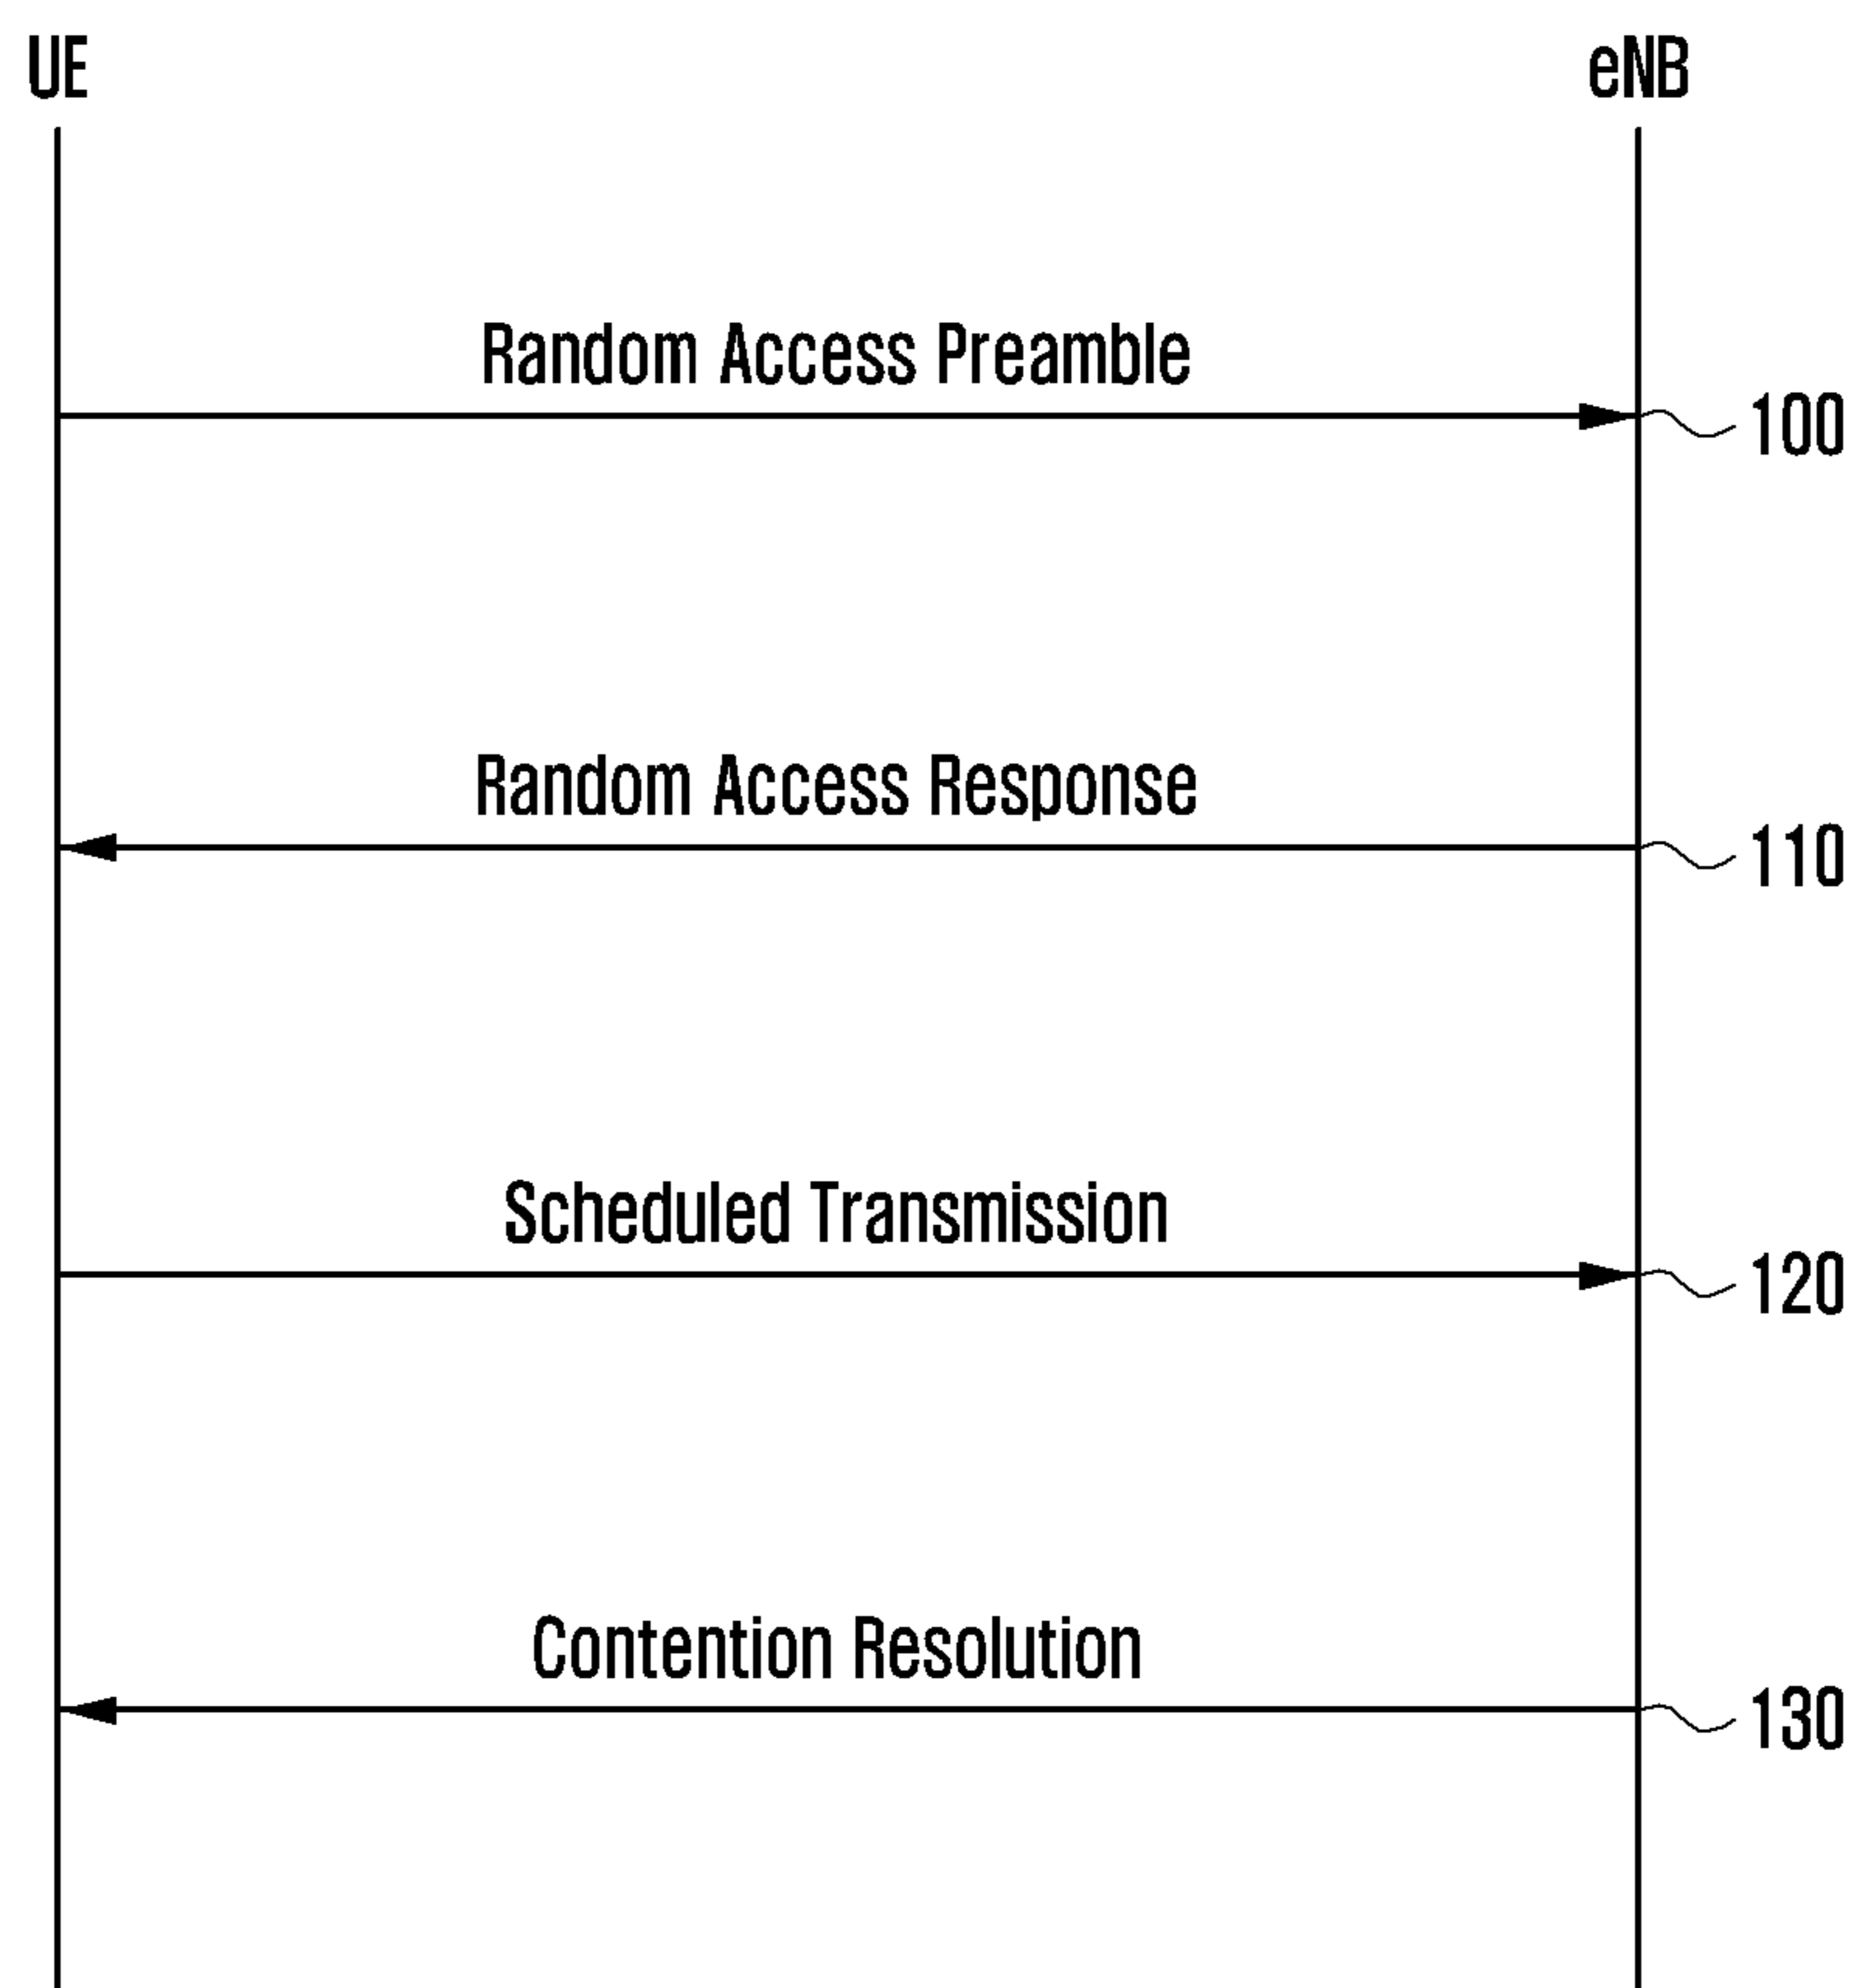 UE eNB
Random Access Preamble
100
Random Access Response
110
Scheduled Transmission
120
Contention Resolution
130